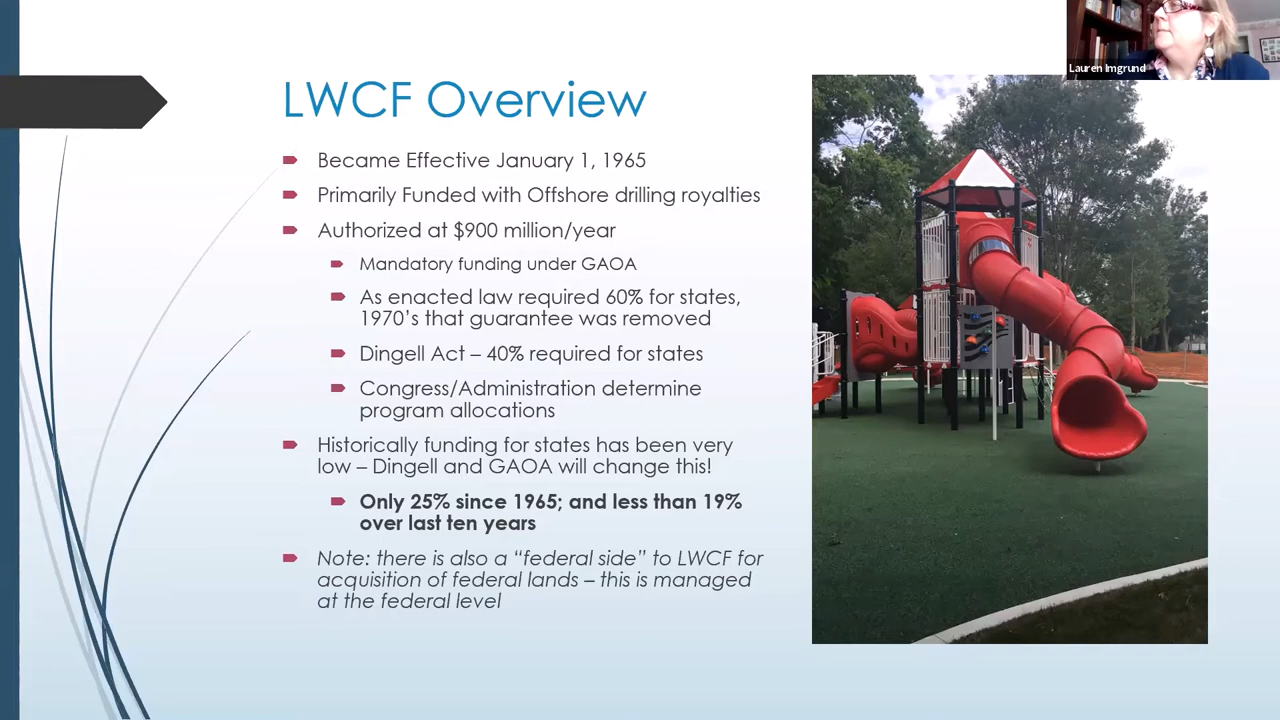 Lauren Imgrund
LWCF Overview
Became Effective January 1, 1965
Primarily Funded with Offshore drilling royalties
Authorized at $900 million/year
Mandatory funding under GAOA
As enacted law required 60% for states,
1970’s that guarantee was removed
Dingell Act – 40% required for states
Congress/Administration determine
program allocations
Historically funding for states has been very
low – Dingell and GAOA will change this!
Only 25% since 1965; and less than 19%
over last ten years
Note: there is also a “federal side” to LWCF for
acquisition of federal lands – this is managed
at the federal level